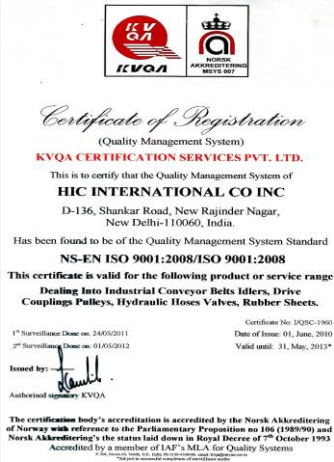 KVQA
KVQA
NORSK
AKKREDITERING
MSYS 007
Certificate of Registration
(Quality Management System)
KVQA CERTIFICATION SERVICES PVT. LTD.
This is to certify that the Quality Management System of
HIC INTERNATIONAL CO INC
D-136, Shankar Road, New Rajinder Nagar,
New Delhi-110060, India.
Has been found to be of the Quality Management System Standard
NS-EN ISO 9001:2008/ISO 9001:2008
This certificate is valid for the following product or service range
Dealing Into Industrial Conveyor Belts Idlers, Drive
Couplings Pulleys, Hydraulic Hoses Valves, Rubber Sheets.
Certificate No: I/QSC-1960
1st Surveillance Done on 24/05/2011 Date of Issue: 01, June, 2010
2nd Surveillance Done on 01/05/2012 Valid until: 31, May, 2013*
Issued by:
Authorised signatory KVQA
The certification body's accreditation is accredited by the Norsk Akkreditering
of Norway with reference to the Parliamentary Proposition no 106 (1989/90) and
Norsk Akkreditering's the status laid down in Royal Decree of 7th October 1993
Accredited by a member of IAF's MLA for Quality Systems